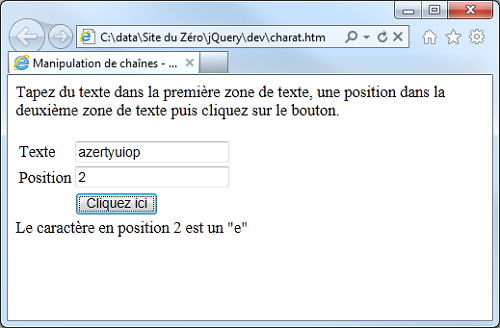 C:\data\Site du Zéro\jQuery\dev\charat.htm
Manipulation de chaînes - ...
Tapez du texte dans la première zone de texte, une position dans la
deuxième zone de texte puis cliquez sur le bouton.
Texte azertyuiop
Position 2
Cliquez ici
Le caractère en position 2 est un "e"